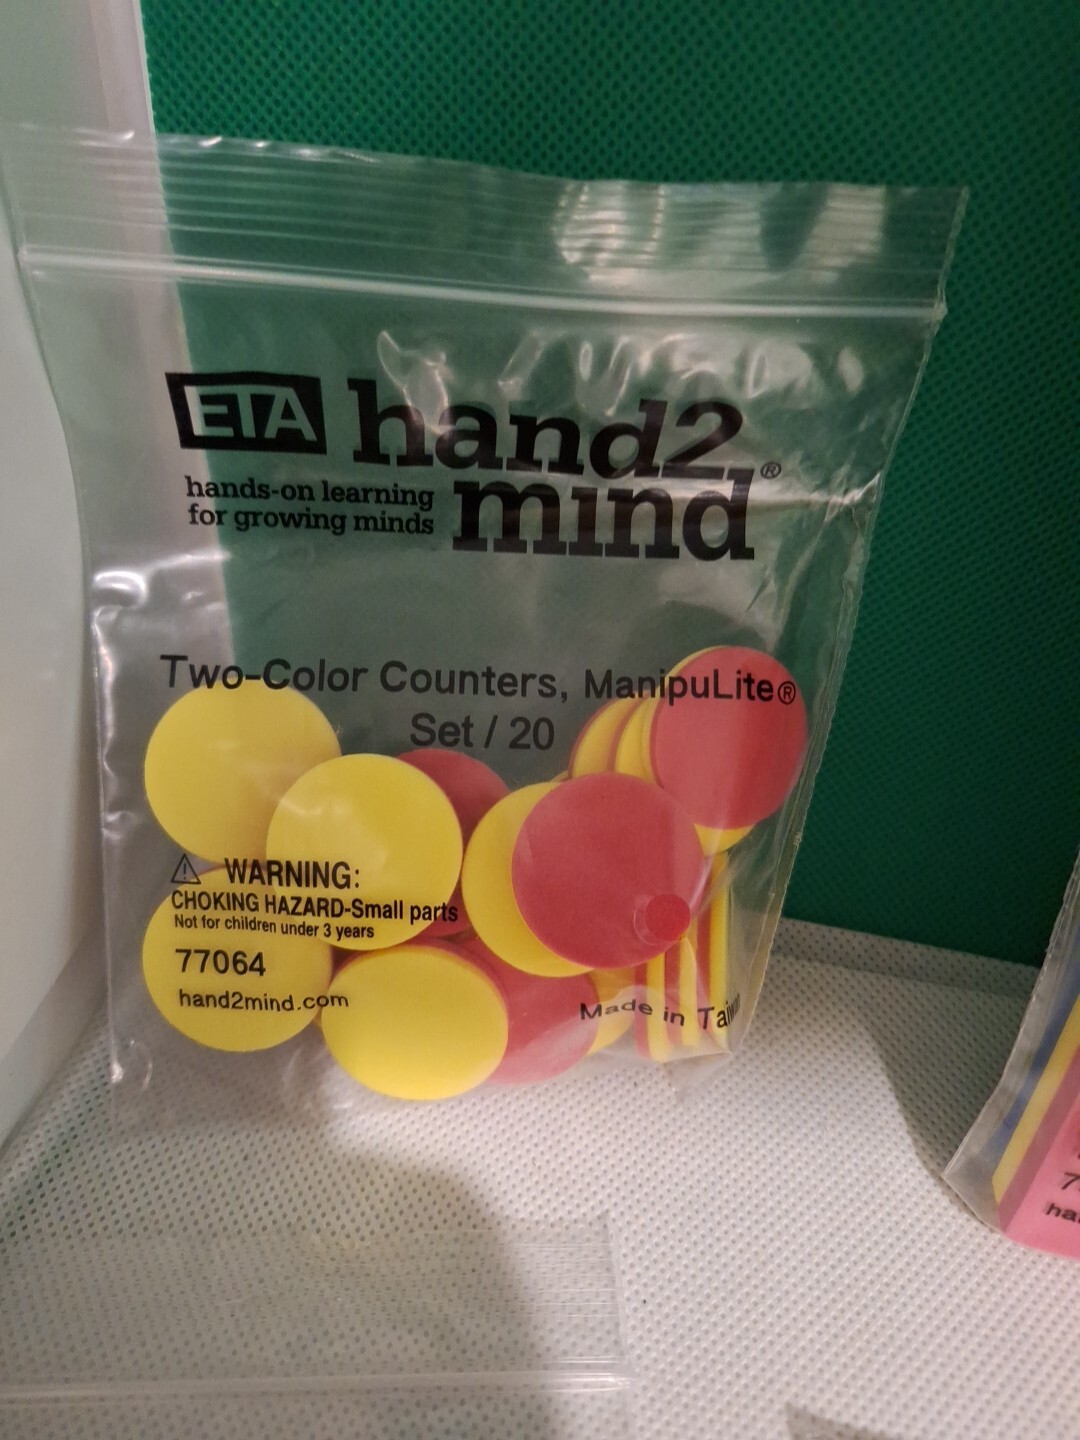 ETA hand2
mind®
hands-on learning
for growing minds
Two-Color Counters, ManipuLite®
Set / 20
⚠ WARNING:
CHOKING HAZARD-Small parts
Not for children under 3 years
77064
hand2mind.com
Made in Taiwan